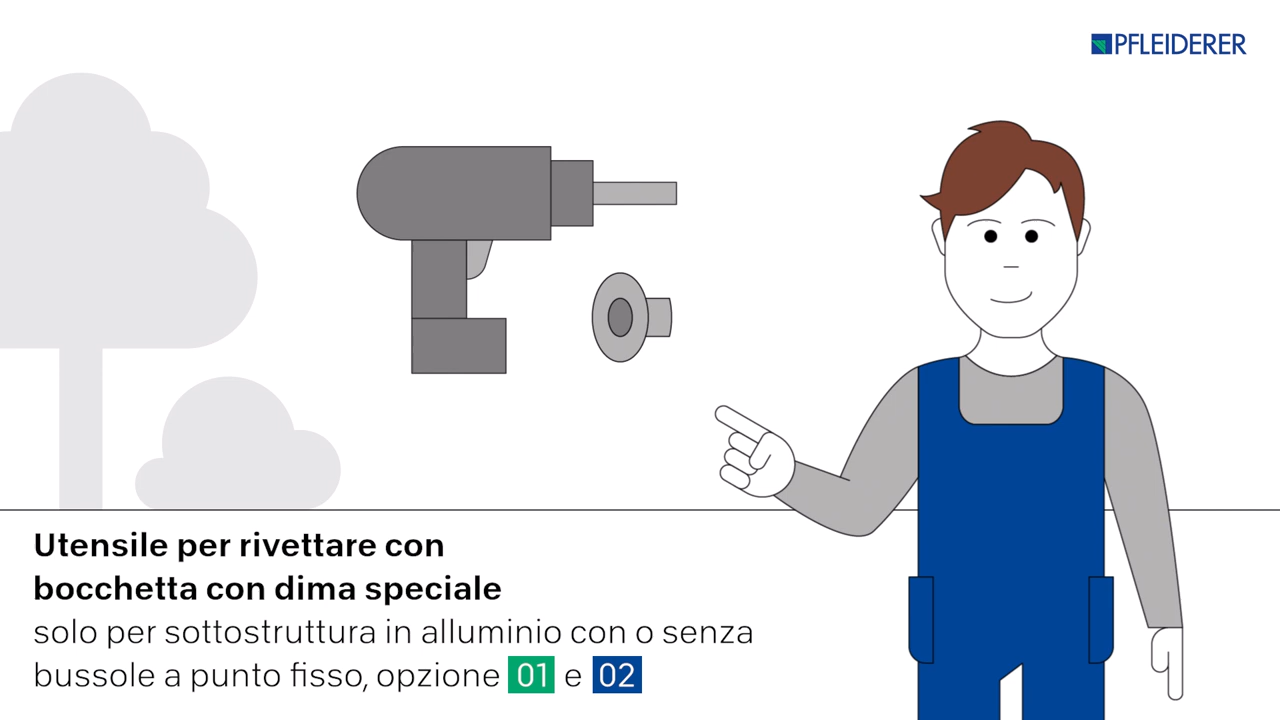 PFLEIDERER
Utensile per rivettare con
bocchetta con dima speciale
solo per sottostruttura in alluminio con o senza
bussole a punto fisso, opzione 01 e 02